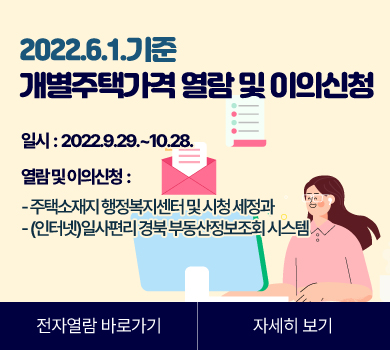 2022.6.1.기준
개별주택가격 열람 및 이의신청
일시 : 2022.9.29.~10.28.
열람 및 이의신청 :
- 주택소재지 행정복지센터 및 시청 세정과
- (인터넷)일사편리 경북 부동산정보조회 시스템
전자열람 바로가기
자세히 보기